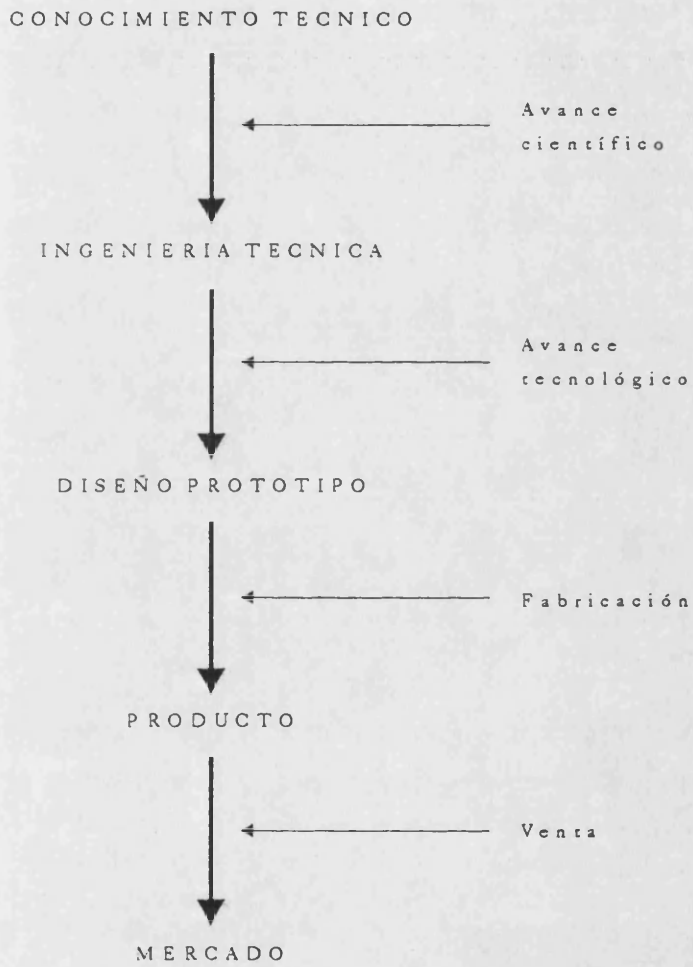 CONOCIMIENTO TECNICO
Avance
científico
INGENIERIA TECNICA
Avance
tecnológico
DISEÑO PROTOTIPO
Fabricación
PRODUCTO
Venta
MERCADO